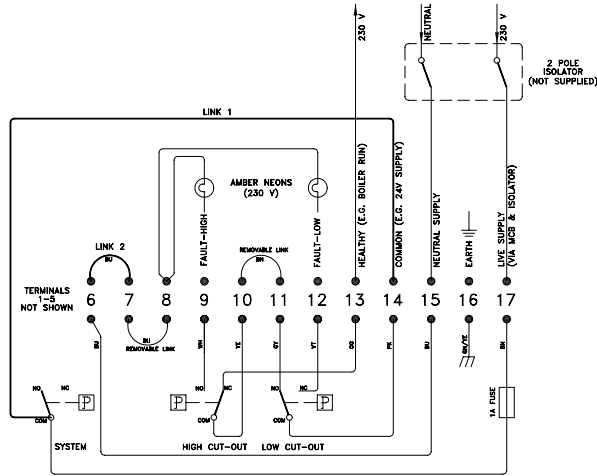 230 V
NEUTRAL
230 V
2 POLE
ISOLATOR
(NOT SUPPLIED)
LINK 1
AMBER NEONS
(230 V)
FAULT-HIGH
FAULT-LOW
HEALTHY (E.G. BOILER RUN)
COMMON (E.G. 24V SUPPLY)
NEUTRAL SUPPLY
EARTH
LIVE SUPPLY
(VIA MCB & ISOLATOR)
LINK 2
BU
REMOVABLE LINK
BN
TERMINALS
1-5
NOT SHOWN
6 7 8 9 10 11 12 13 14 15 16 17
BU
REMOVABLE LINK
BU WH YE GY VT OG PK BU GN/YE BN
NO NC
P
COM
SYSTEM
P
NO NC
COM
HIGH CUT-OUT
NO NC
P
COM
LOW CUT-OUT
1A FUSE